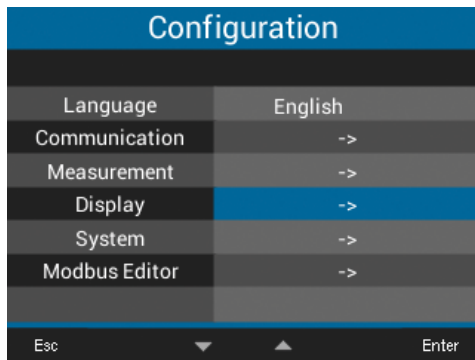 Configuration
Language English
Communication ->
Measurement ->
Display ->
System ->
Modbus Editor ->
Esc Enter